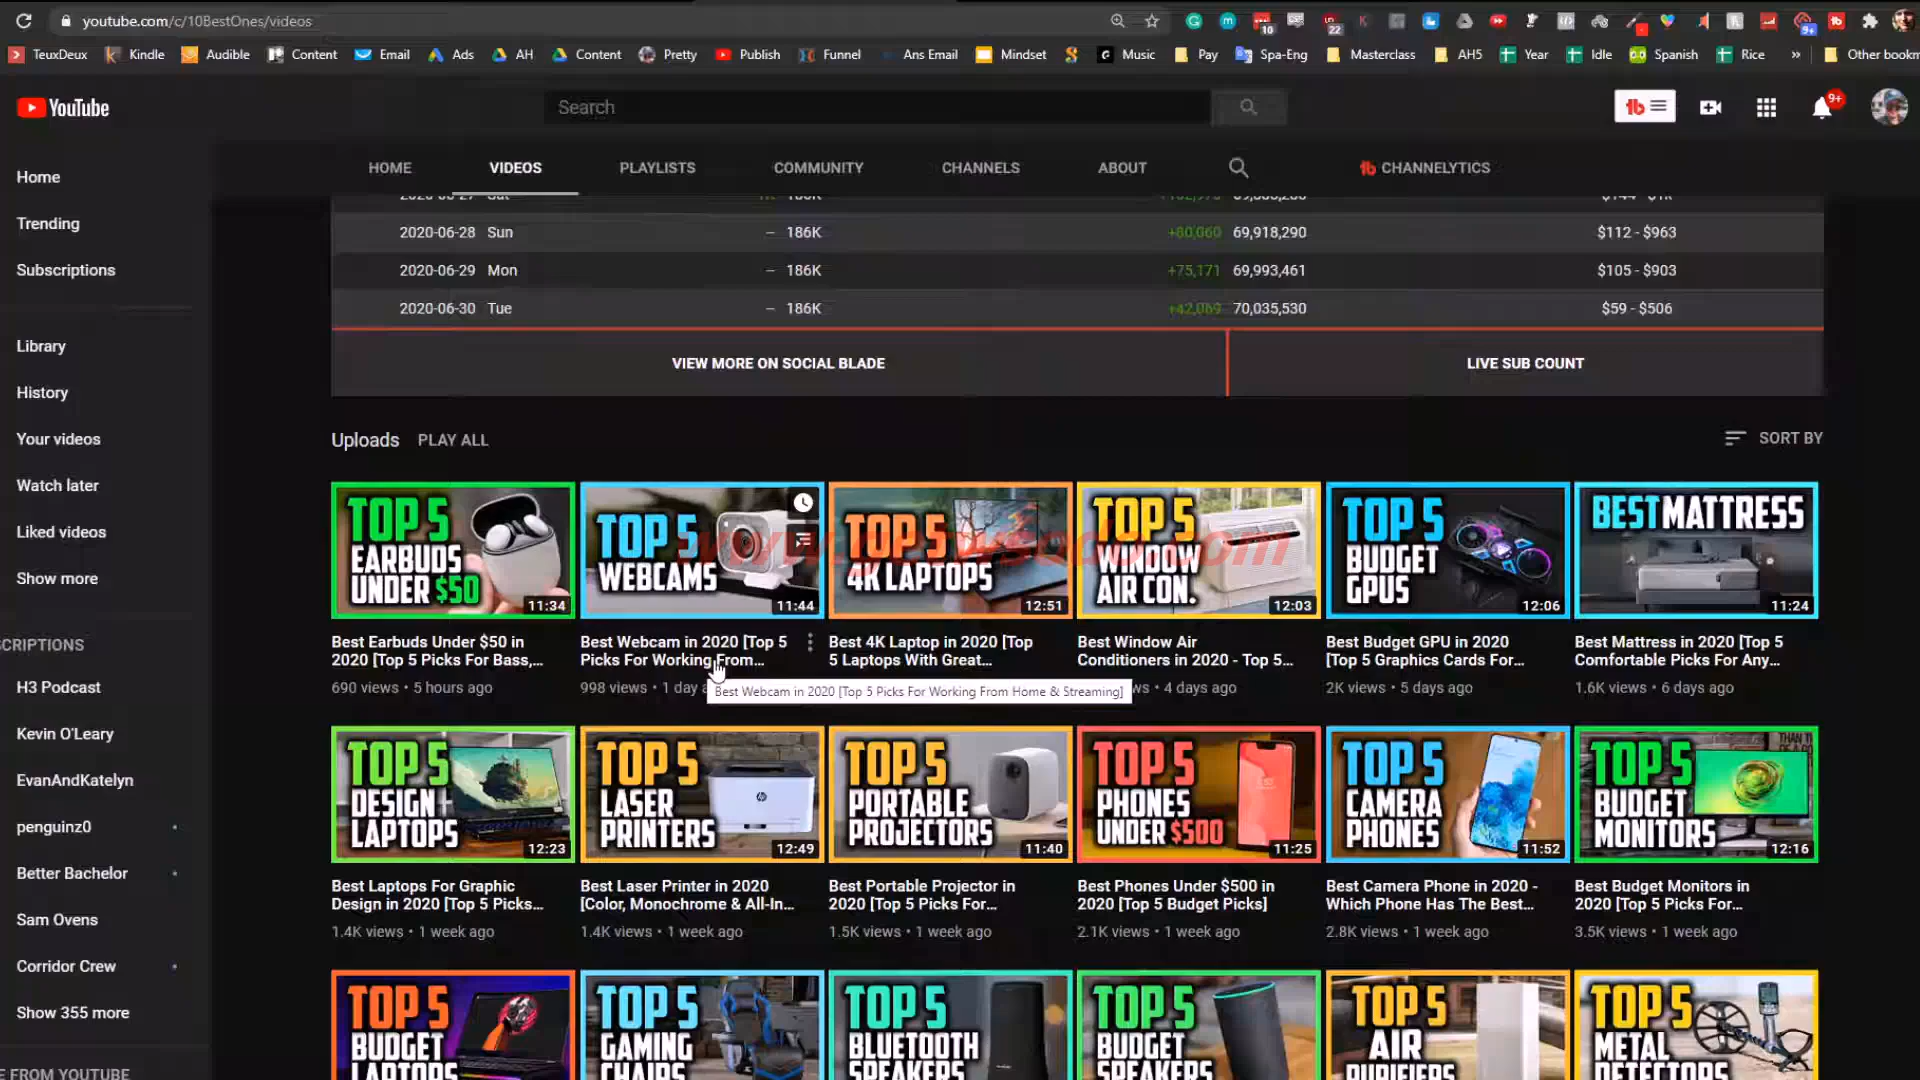 youtube.com/c/10BestOnes/videos
10
22
9+
TeuxDeux Kindle Audible Content Email Ads AH Content Pretty Publish Funnel Ans Email Mindset Music Pay Spa-Eng Masterclass AH5 Year Idle Spanish Rice » Other bookm
YouTube
Search
9+
HOME VIDEOS PLAYLISTS COMMUNITY CHANNELS ABOUT CHANNELYTICS
Home
Trending
Subscriptions
Library
History
Your videos
Watch later
Liked videos
Show more
CRIPTIONS
H3 Podcast
Kevin O'Leary
EvanAndKatelyn
penguinz0
Better Bachelor
Sam Ovens
Corridor Crew
Show 355 more
E FROM YOUTUBE
2020-06-28 Sun -- 186K +80,060 69,918,290 $112 - $963
2020-06-29 Mon -- 186K +75,171 69,993,461 $105 - $903
2020-06-30 Tue -- 186K +42,069 70,035,530 $59 - $506
VIEW MORE ON SOCIAL BLADE LIVE SUB COUNT
Uploads PLAY ALL SORT BY
TOP 5
EARBUDS
UNDER $50
11:34
TOP 5
WEBCAMS
11:44
TOP 5
4K LAPTOPS
12:51
TOP 5
WINDOW
AIR CON.
12:03
TOP 5
BUDGET
GPUS
12:06
BEST MATTRESS
11:24
Best Earbuds Under $50 in
2020 [Top 5 Picks For Bass,...
690 views • 5 hours ago
Best Webcam in 2020 [Top 5
Picks For Working From...
998 views • 1 day a
Best Webcam in 2020 [Top 5 Picks For Working From Home & Streaming]
Best 4K Laptop in 2020 [Top
5 Laptops With Great...
Best Window Air
Conditioners in 2020 - Top 5...
ws • 4 days ago
Best Budget GPU in 2020
[Top 5 Graphics Cards For...
2K views • 5 days ago
Best Mattress in 2020 [Top 5
Comfortable Picks For Any...
1.6K views • 6 days ago
TOP 5
DESIGN
LAPTOPS
12:23
TOP 5
LASER
PRINTERS
12:49
TOP 5
PORTABLE
PROJECTORS
11:40
TOP 5
PHONES
UNDER $500
11:25
TOP 5
CAMERA
PHONES
11:52
TOP 5
BUDGET
MONITORS
12:16
Best Laptops For Graphic
Design in 2020 [Top 5 Picks...
1.4K views • 1 week ago
Best Laser Printer in 2020
[Color, Monochrome & All-In...
1.4K views • 1 week ago
Best Portable Projector in
2020 [Top 5 Picks For...
1.5K views • 1 week ago
Best Phones Under $500 in
2020 [Top 5 Budget Picks]
2.1K views • 1 week ago
Best Camera Phone in 2020 -
Which Phone Has The Best...
2.8K views • 1 week ago
Best Budget Monitors in
2020 [Top 5 Picks For...
3.5K views • 1 week ago
TOP 5
BUDGET
LAPTOPS
TOP 5
GAMING
CHAIRS
TOP 5
BLUETOOTH
SPEAKERS
TOP 5
BUDGET
SPEAKERS
TOP 5
AIR
PURIFIERS
TOP 5
METAL
DETECTORS